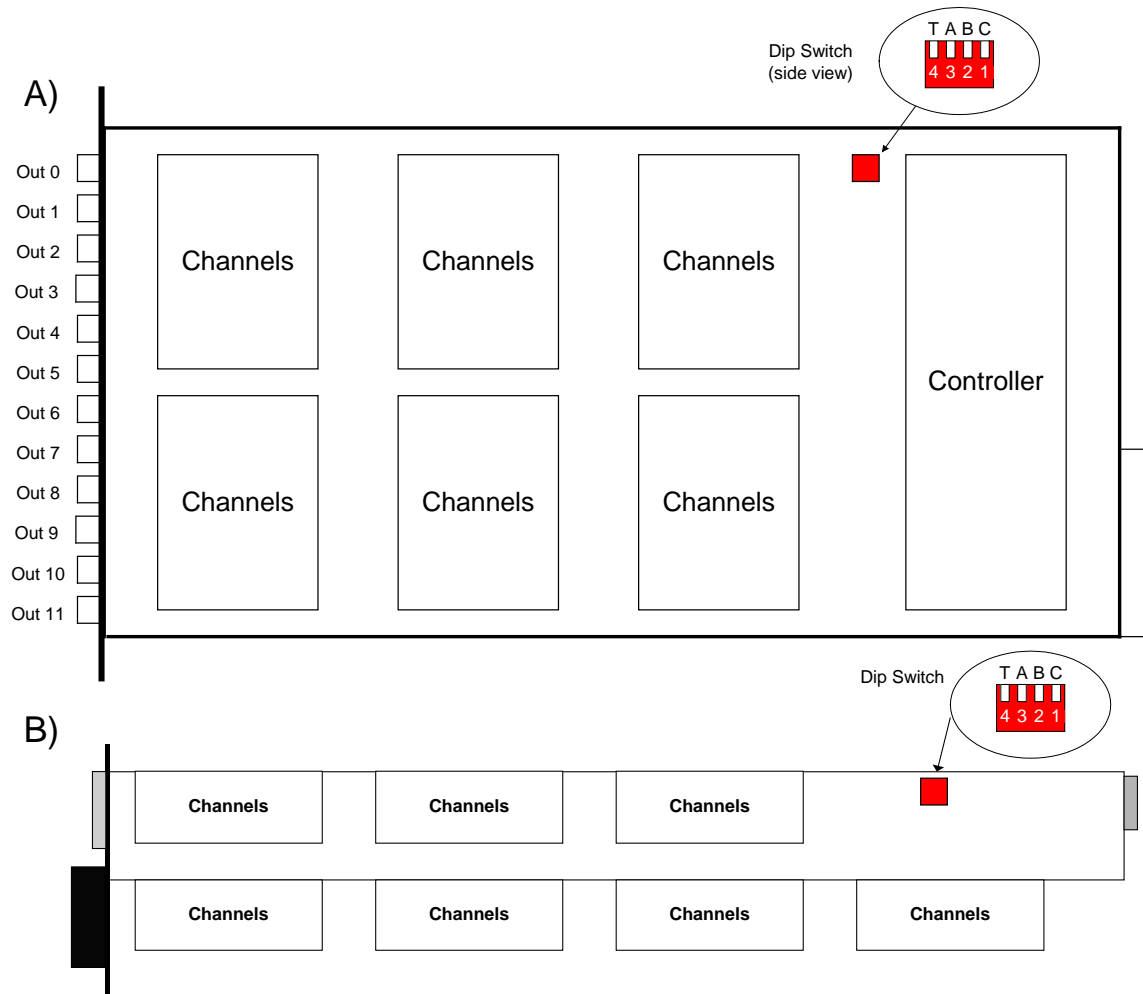 T A B C
Dip Switch
(side view)
4 3 2 1
A)
Out 0
Out 1
Out 2
Out 3
Out 4
Out 5
Out 6
Out 7
Out 8
Out 9
Out 10
Out 11
Channels Channels Channels
Controller
Channels Channels Channels
Dip Switch
T A B C
4 3 2 1
B)
Channels Channels Channels
Channels Channels Channels Channels